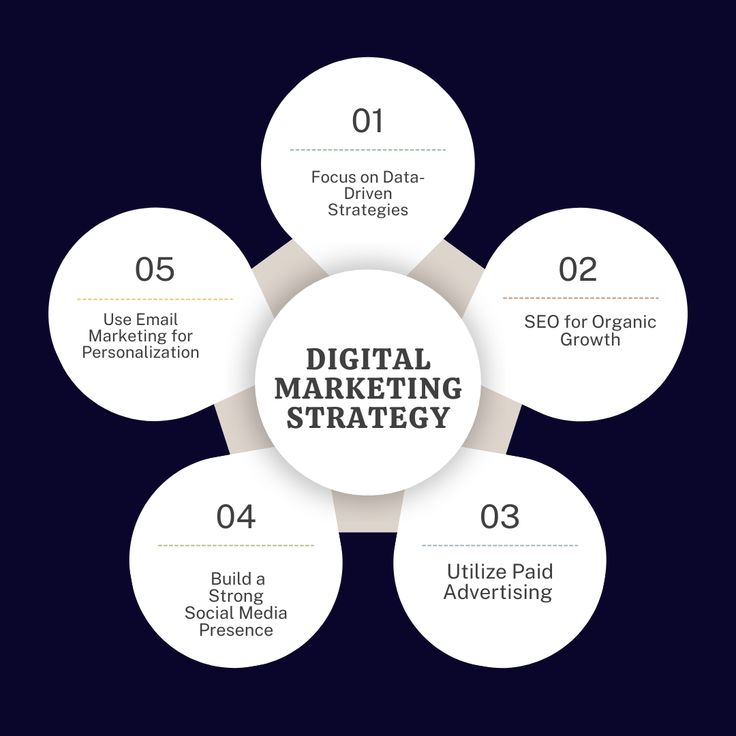 01
Focus on Data-
Driven
Strategies
02
SEO for Organic
Growth
03
Utilize Paid
Advertising
04
Build a
Strong
Social Media
Presence
05
Use Email
Marketing for
Personalization
DIGITAL
MARKETING
STRATEGY